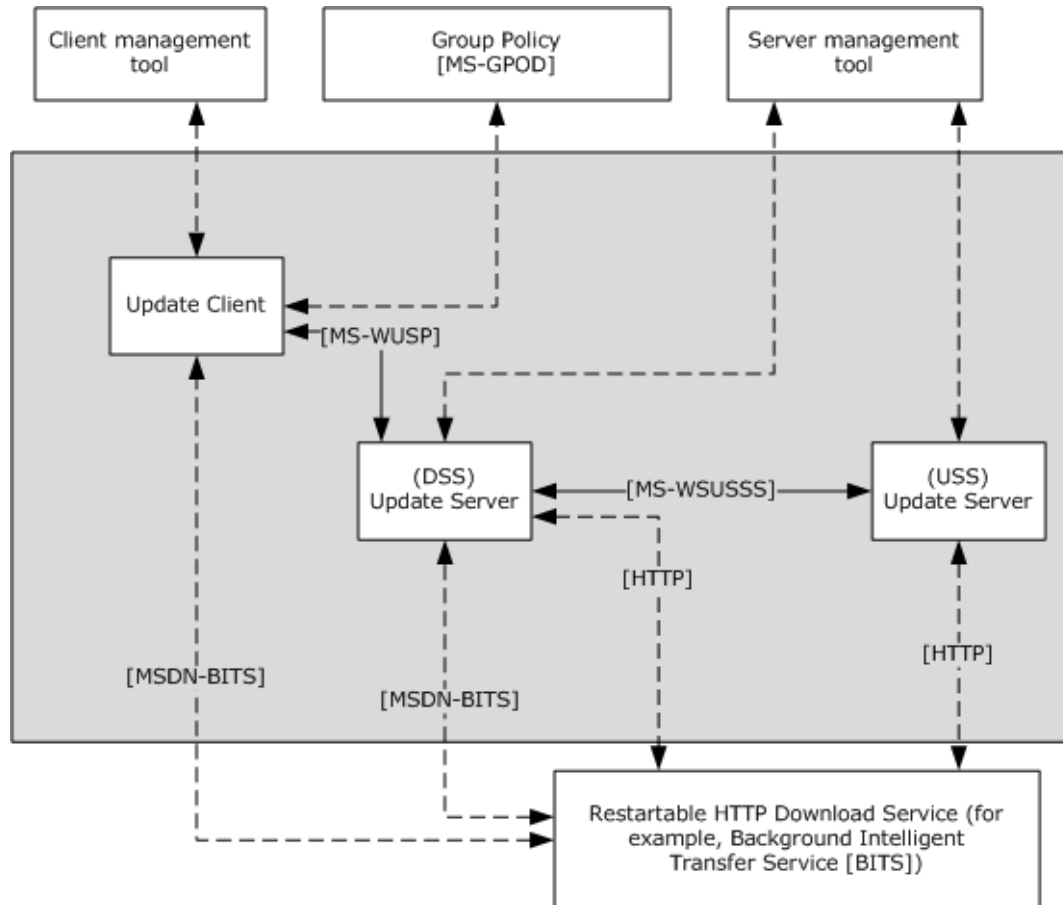 Client management
tool
Group Policy
[MS-GPOD]
Server management
tool
Update Client
[MS-WUSP]
(DSS)
Update Server
[MS-WSUSSS]
(USS)
Update Server
[HTTP]
[HTTP]
[MSDN-BITS]
[MSDN-BITS]
Restartable HTTP Download Service (for
example, Background Intelligent
Transfer Service [BITS])